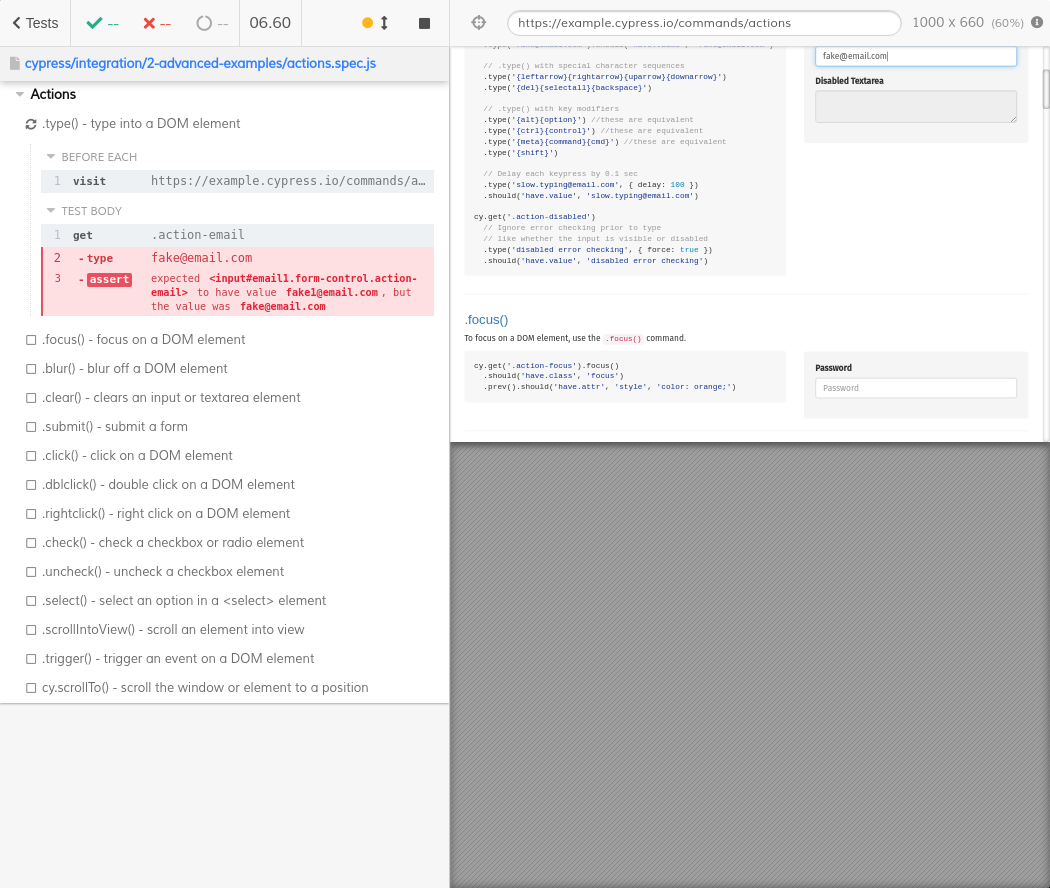 Tests
--
--
--
06.60
https://example.cypress.io/commands/actions
1000 x 660 (60%)
cypress/integration/2-advanced-examples/actions.spec.js
Actions
.type() - type into a DOM element
BEFORE EACH
1 visit https://example.cypress.io/commands/a…
TEST BODY
1 get .action-email
2 -type fake@email.com
3 -assert expected <input#email1.form-control.action-
email> to have value fake1@email.com, but
the value was fake@email.com
.focus() - focus on a DOM element
.blur() - blur off a DOM element
.clear() - clears an input or textarea element
.submit() - submit a form
.click() - click on a DOM element
.dblclick() - double click on a DOM element
.rightclick() - right click on a DOM element
.check() - check a checkbox or radio element
.uncheck() - uncheck a checkbox element
.select() - select an option in a <select> element
.scrollIntoView() - scroll an element into view
.trigger() - trigger an event on a DOM element
cy.scrollTo() - scroll the window or element to a position
// .type() with special character sequences
.type('{leftarrow}{rightarrow}{uparrow}{downarrow}')
.type('{del}{selectall}{backspace}')
// .type() with key modifiers
.type('{alt}{option}') //these are equivalent
.type('{ctrl}{control}') //these are equivalent
.type('{meta}{command}{cmd}') //these are equivalent
.type('{shift}')
// Delay each keypress by 0.1 sec
.type('slow.typing@email.com', { delay: 100 })
.should('have.value', 'slow.typing@email.com')
cy.get('.action-disabled')
// Ignore error checking prior to type
// like whether the input is visible or disabled
.type('disabled error checking', { force: true })
.should('have.value', 'disabled error checking')
fake@email.com
Disabled Textarea
.focus()
To focus on a DOM element, use the .focus() command.
cy.get('.action-focus').focus()
.should('have.class', 'focus')
.prev().should('have.attr', 'style', 'color: orange;')
Password
Password